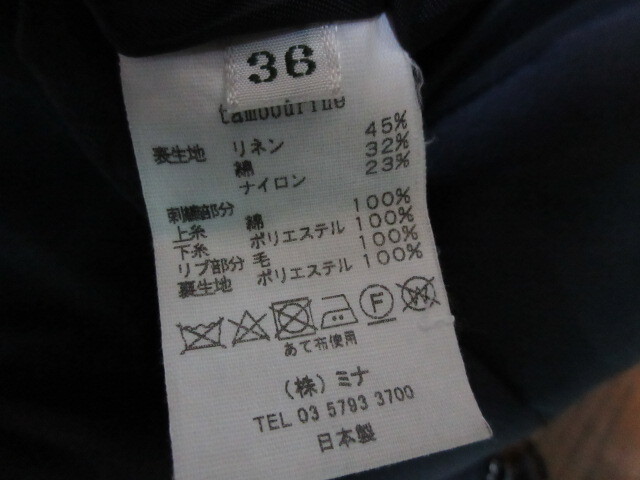 36
tambourine
表生地 リネン 45%
綿 32%
ナイロン 23%
刺繍部分
上糸 綿 100%
下糸 ポリエステル 100%
リブ部分 毛 100%
裏生地 ポリエステル 100%
F W
あて布使用
(株)ミナ
TEL 03 5793 3700
日本製